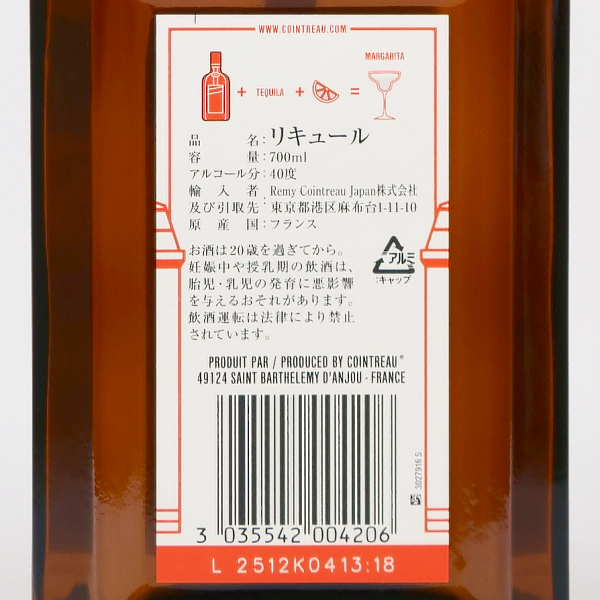 WWW.COINTREAU.COM
MARGARITA
+ TEQUILA + =
品名:リキュール
容量:700ml
アルコール分:40度
輸入者:Remy Cointreau Japan株式会社
及び引取先:東京都港区麻布台1-11-10
原産国:フランス
お酒は20歳を過ぎてから。
妊娠中や授乳期の飲酒は、
胎児・乳児の発育に悪影響
を与えるおそれがあります。
飲酒運転は法律により禁止
されています。
アルミ
:キャップ
PRODUIT PAR / PRODUCED BY COINTREAU®
49124 SAINT BARTHELEMY D'ANJOU - FRANCE
3027916 S
3 035542 004206
L 2512K0413:18